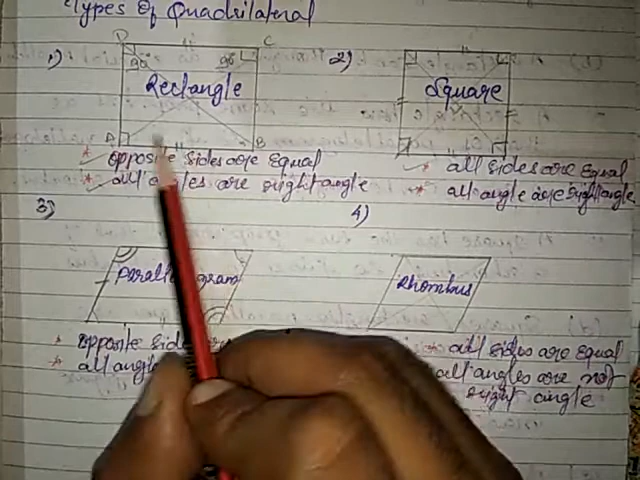 Types Of Quadrilateral
1) D C
90° 90°
Rectangle
A B
* opposite sides are Equal
* all angles are right angle
2)
Square
* all sides are Equal
* all angle are right angle
3)
Parallelogram
* opposite side
* all angle
4)
Rhombus
all sides are Equal
all angles are not
right angle